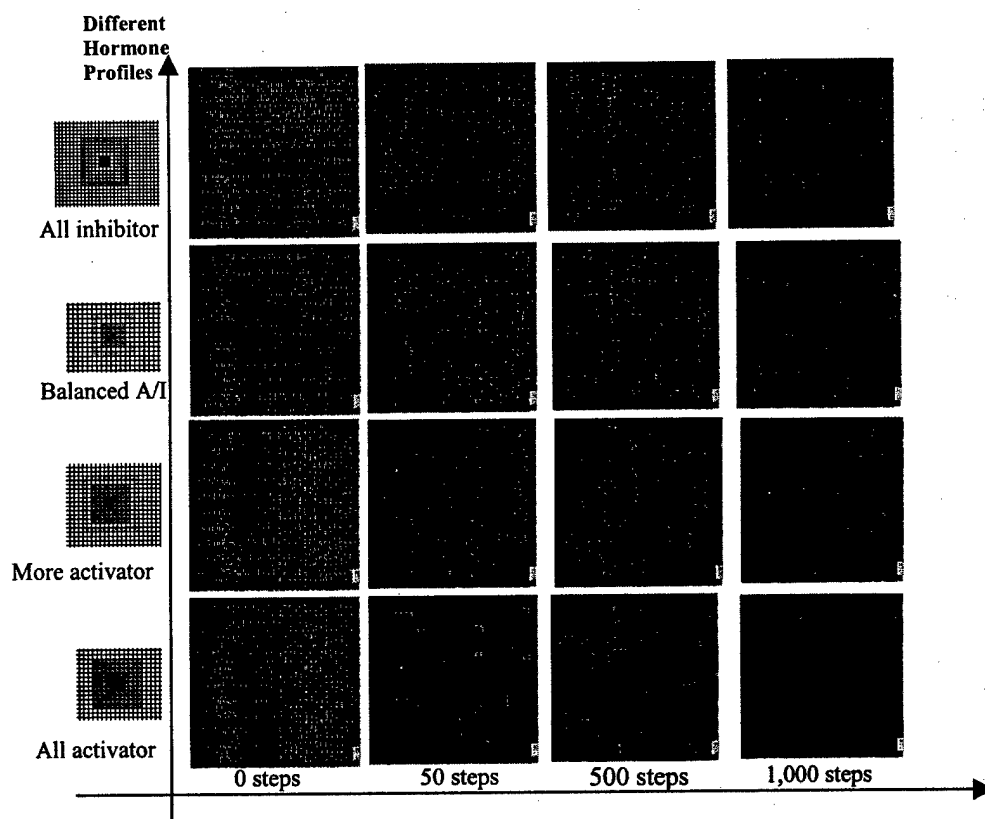 Different
Hormone
Profiles
All inhibitor
Balanced A/I
More activator
All activator
0 steps
50 steps
500 steps
1,000 steps